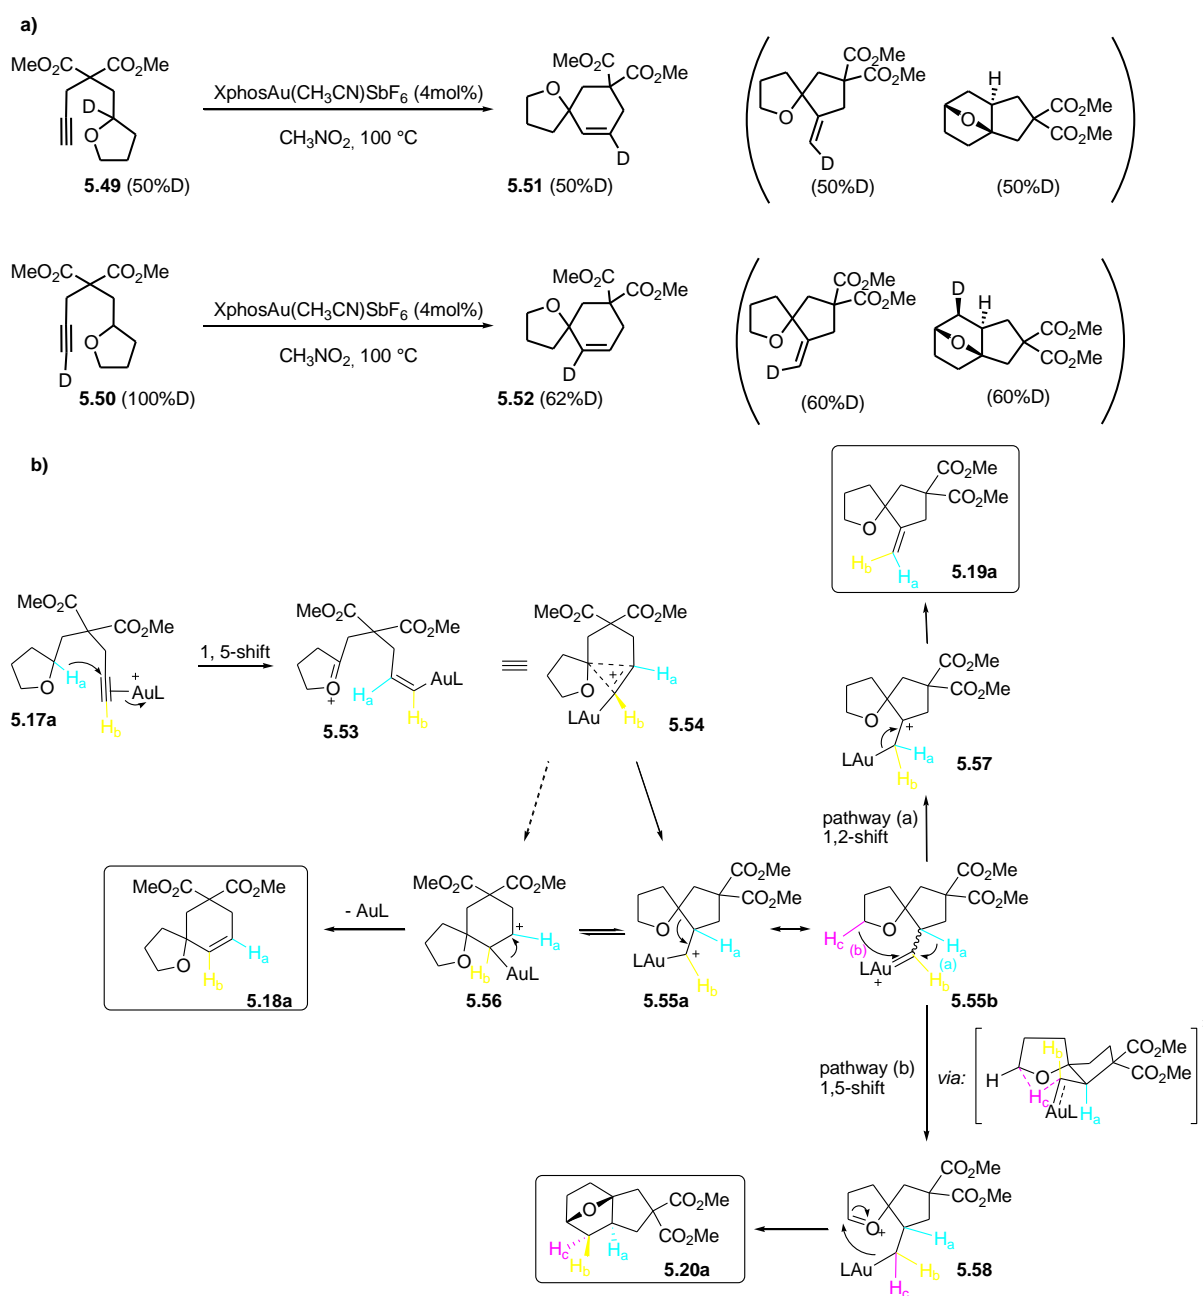 a)
MeO2C CO2Me
D
O
5.49 (50%D)
XphosAu(CH3CN)SbF6 (4mol%)
CH3NO2, 100 °C
MeO2C
CO2Me
O
D
5.51 (50%D)
CO2Me
CO2Me
O
D
(50%D)
H
O
CO2Me
CO2Me
(50%D)
MeO2C CO2Me
O
D
5.50 (100%D)
XphosAu(CH3CN)SbF6 (4mol%)
CH3NO2, 100 °C
MeO2C
CO2Me
O
D
5.52 (62%D)
CO2Me
CO2Me
O
D
(60%D)
D
H
O
CO2Me
CO2Me
(60%D)
b)
CO2Me
CO2Me
O
Hb
Ha
5.19a
MeO2C
CO2Me
O
Ha
+
AuL
Hb
5.17a
1, 5-shift
MeO2C
CO2Me
O
+
Ha
AuL
Hb
5.53
MeO2C CO2Me
O
+
Ha
LAu
Hb
5.54
CO2Me
CO2Me
O
+
LAu
Ha
Hb
5.57
pathway (a)
1,2-shift
MeO2C CO2Me
O
Ha
Hb
5.18a
- AuL
MeO2C CO2Me
+
Ha
O
Hb
AuL
5.56
CO2Me
CO2Me
O
Ha
LAu
+
Hb
5.55a
CO2Me
CO2Me
O
Hc
(b)
Ha
(a)
LAu
+
Hb
5.55b
pathway (b)
1,5-shift
via:
Hb
CO2Me
CO2Me
H
O
Hc
AuL
Ha
CO2Me
CO2Me
O
Hc
Hb
Ha
5.20a
CO2Me
CO2Me
O
+
Ha
LAu
Hb
Hc
5.58